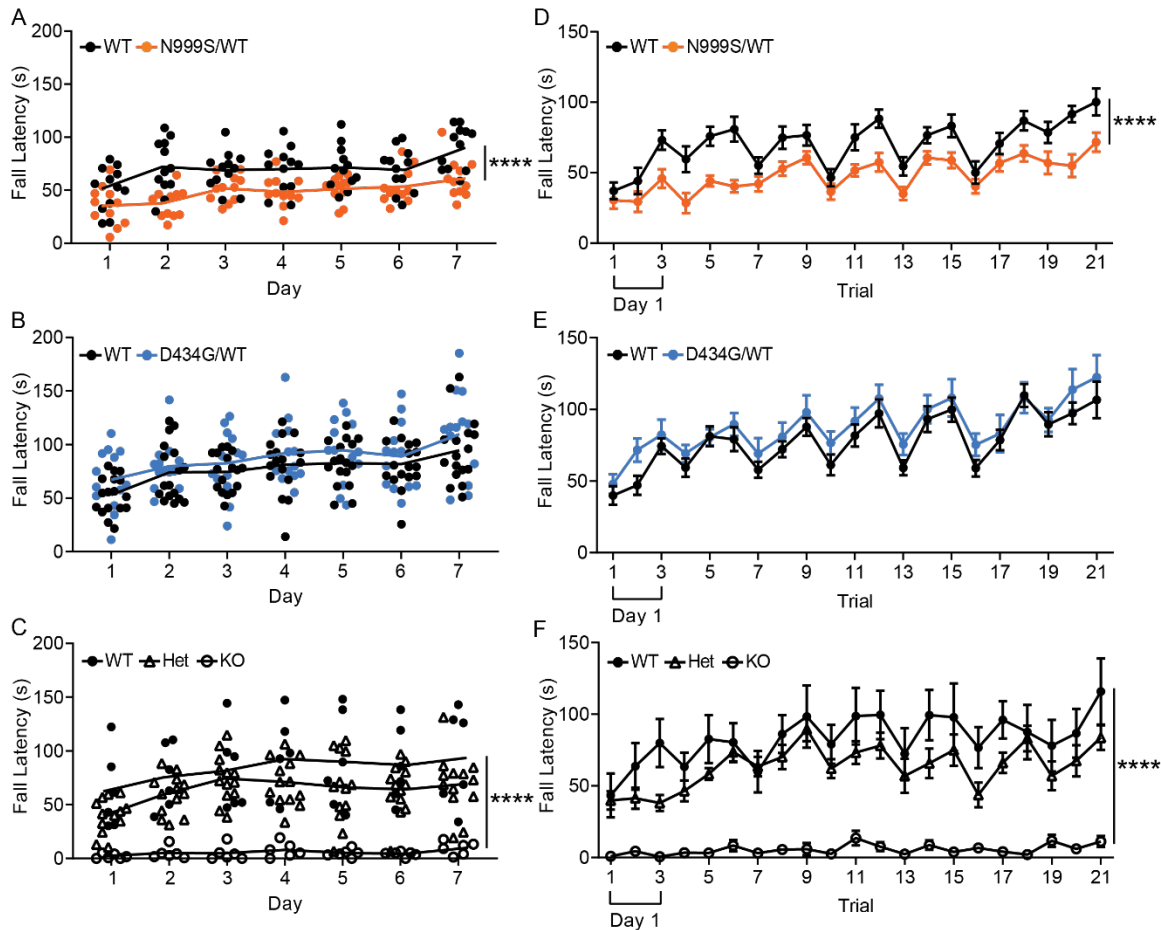 A
200
150
100
50
0
Fall Latency (s)
WT N999S/WT
****
1 2 3 4 5 6 7
Day
D
150
100
50
0
Fall Latency (s)
WT N999S/WT
****
1 3 5 7 9 11 13 15 17 19 21
Day 1
Trial
B
200
150
100
50
0
Fall Latency (s)
WT D434G/WT
1 2 3 4 5 6 7
Day
E
150
100
50
0
Fall Latency (s)
WT D434G/WT
1 3 5 7 9 11 13 15 17 19 21
Day 1
Trial
C
200
150
100
50
0
Fall Latency (s)
WT Het KO
****
1 2 3 4 5 6 7
Day
F
150
100
50
0
Fall Latency (s)
WT Het KO
****
1 3 5 7 9 11 13 15 17 19 21
Day 1
Trial